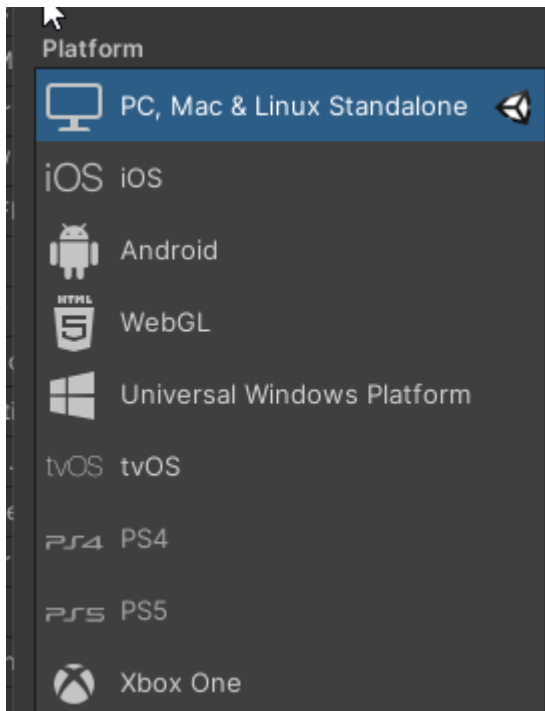 Platform
PC, Mac & Linux Standalone
iOS iOS
Android
HTML 5 WebGL
Universal Windows Platform
tvOS tvOS
PS4 PS4
PS5 PS5
Xbox One